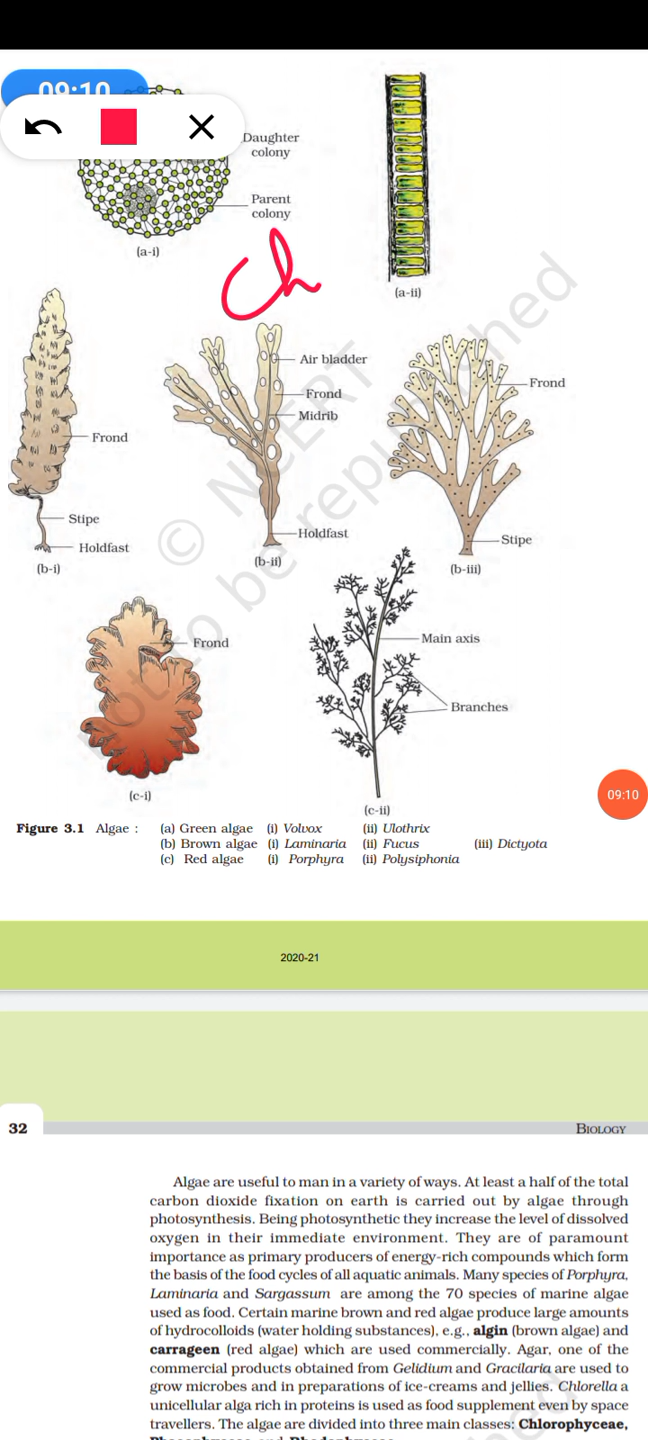 09:10
Daughter
colony
Parent
colony
(a-i)
(a-ii)
Ch
Air bladder
Frond
Midrib
Frond
Frond
Stipe
Holdfast
(b-i)
Holdfast
(b-ii)
Stipe
(b-iii)
© NCERT
not to be republished
Frond
(c-i)
Main axis
Branches
(c-ii)
09:10
Figure 3.1 Algae : (a) Green algae (i) Volvox (ii) Ulothrix
(b) Brown algae (i) Laminaria (ii) Fucus (iii) Dictyota
(c) Red algae (i) Porphyra (ii) Polysiphonia
2020-21
32
BIOLOGY
Algae are useful to man in a variety of ways. At least a half of the total
carbon dioxide fixation on earth is carried out by algae through
photosynthesis. Being photosynthetic they increase the level of dissolved
oxygen in their immediate environment. They are of paramount
importance as primary producers of energy-rich compounds which form
the basis of the food cycles of all aquatic animals. Many species of Porphyra,
Laminaria and Sargassum are among the 70 species of marine algae
used as food. Certain marine brown and red algae produce large amounts
of hydrocolloids (water holding substances), e.g., algin (brown algae) and
carrageen (red algae) which are used commercially. Agar, one of the
commercial products obtained from Gelidium and Gracilaria are used to
grow microbes and in preparations of ice-creams and jellies. Chlorella a
unicellular alga rich in proteins is used as food supplement even by space
travellers. The algae are divided into three main classes: Chlorophyceae,